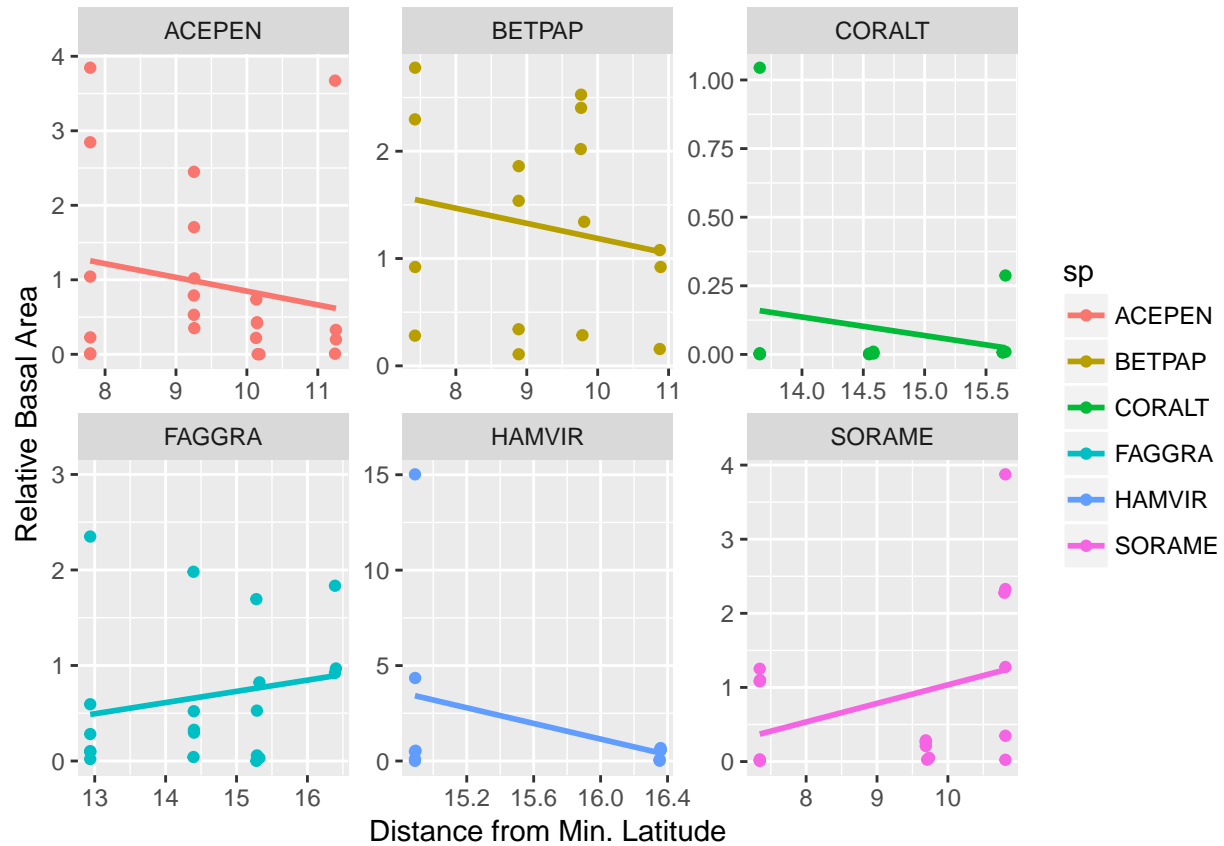 ACEPEN BETPAP CORALT
4
3
2
1
0
8 9 10 11
2
1
0
8 9 10 11
1.00
0.75
0.50
0.25
0.00
14.0 14.5 15.0 15.5
FAGGRA HAMVIR SORAME
3
2
1
0
13 14 15 16
15
10
5
0
15.2 15.6 16.0 16.4
4
3
2
1
0
8 9 10
Relative Basal Area
Distance from Min. Latitude
sp
ACEPEN
BETPAP
CORALT
FAGGRA
HAMVIR
SORAME